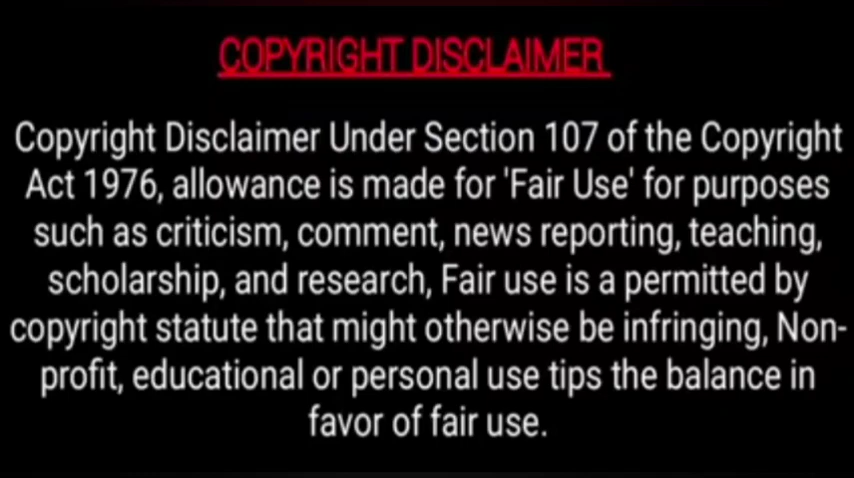 COPYRIGHT DISCLAIMER
Copyright Disclaimer Under Section 107 of the Copyright
Act 1976, allowance is made for 'Fair Use' for purposes
such as criticism, comment, news reporting, teaching,
scholarship, and research, Fair use is a permitted by
copyright statute that might otherwise be infringing, Non-
profit, educational or personal use tips the balance in
favor of fair use.